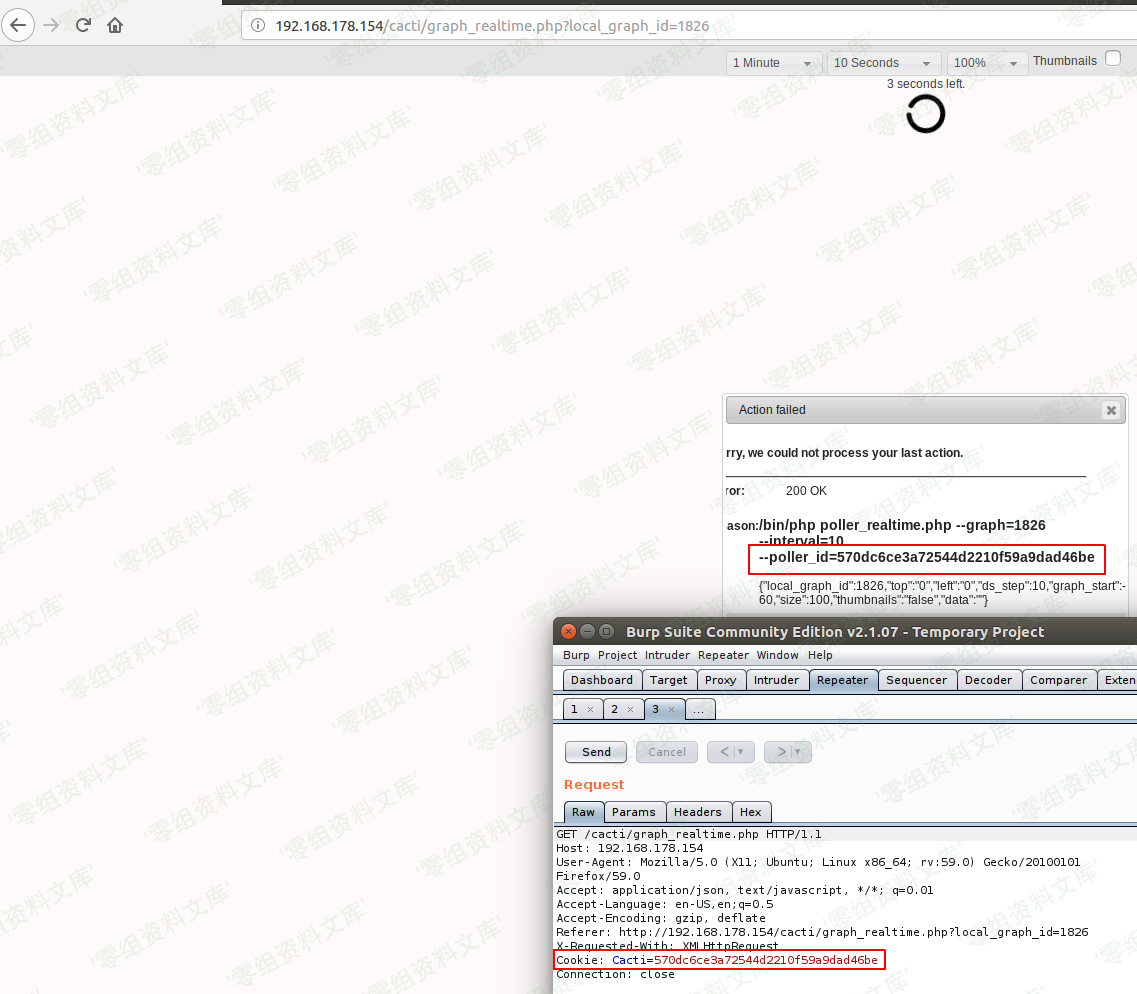 192.168.178.154/cacti/graph_realtime.php?local_graph_id=1826
1 Minute 10 Seconds 100% Thumbnails
3 seconds left.
Action failed
rry, we could not process your last action.
ror: 200 OK
ason:/bin/php poller_realtime.php --graph=1826
--interval=10
--poller_id=570dc6ce3a72544d2210f59a9dad46be
{"local_graph_id":1826,"top":"0","left":"0","ds_step":10,"graph_start":-
60,"size":100,"thumbnails":"false","data":""}
Burp Suite Community Edition v2.1.07 - Temporary Project
Burp Project Intruder Repeater Window Help
Dashboard Target Proxy Intruder Repeater Sequencer Decoder Comparer Exten
1 × 2 × 3 × ...
Send Cancel < >
Request
Raw Params Headers Hex
GET /cacti/graph_realtime.php HTTP/1.1
Host: 192.168.178.154
User-Agent: Mozilla/5.0 (X11; Ubuntu; Linux x86_64; rv:59.0) Gecko/20100101
Firefox/59.0
Accept: application/json, text/javascript, */*; q=0.01
Accept-Language: en-US,en;q=0.5
Accept-Encoding: gzip, deflate
Referer: http://192.168.178.154/cacti/graph_realtime.php?local_graph_id=1826
X-Requested-With: XMLHttpRequest
Cookie: Cacti=570dc6ce3a72544d2210f59a9dad46be
Connection: close
'零组资料文库'